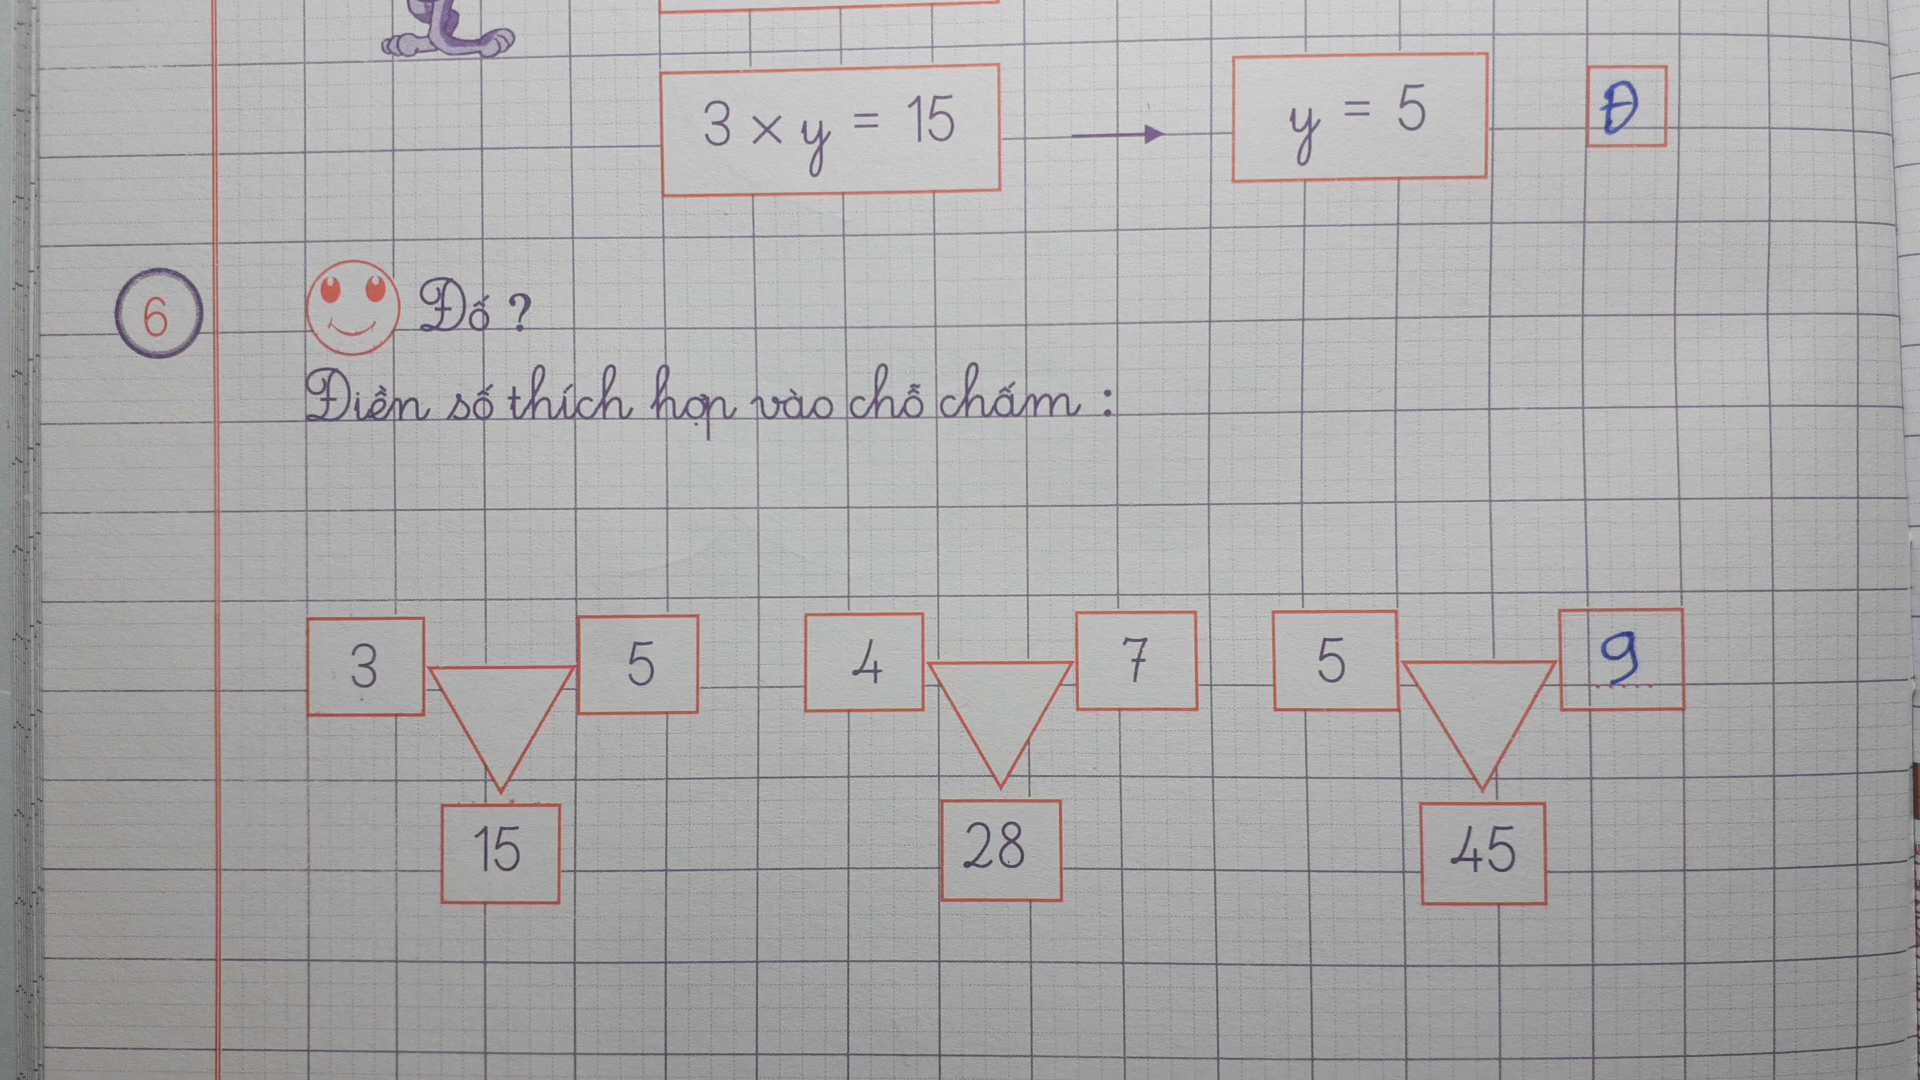 3 × y = 15 → y = 5 Đ
6 Đố ?
Điền số thích hợp vào chỗ chấm :
3 5 4 7 5 9
15 28 45